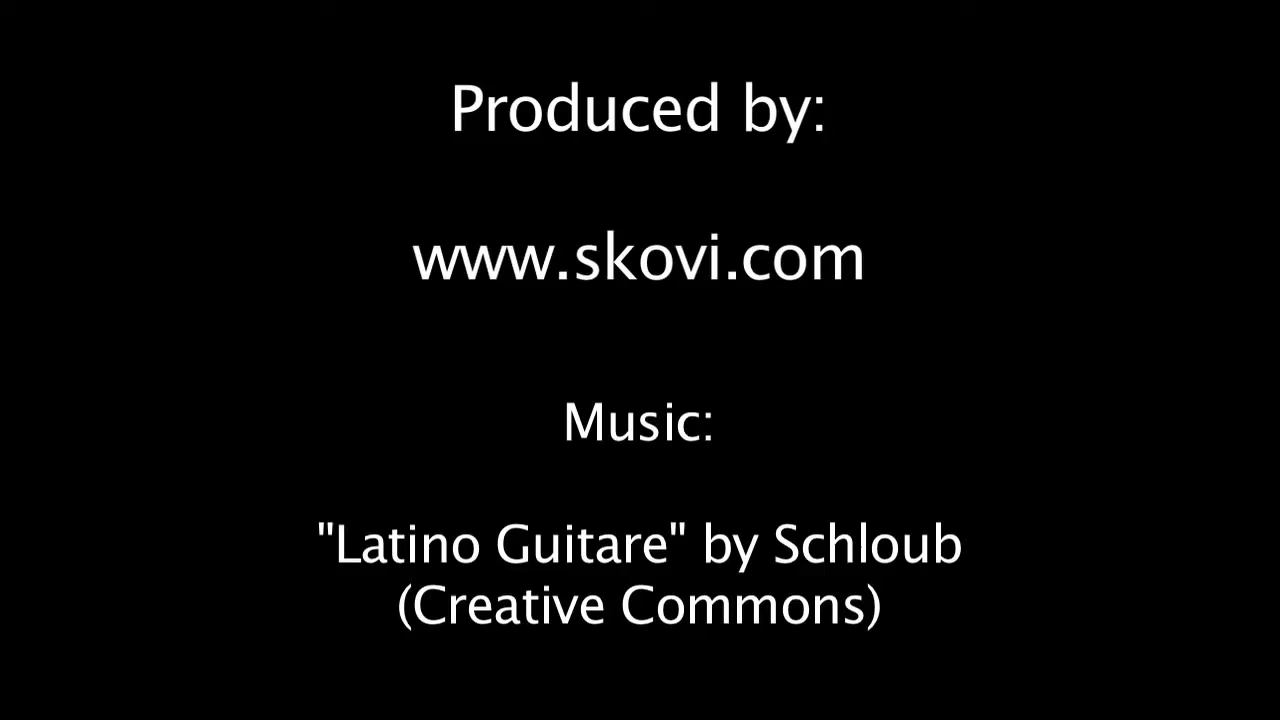 Produced by:
www.skovi.com
Music:
"Latino Guitare" by Schloub
(Creative Commons)